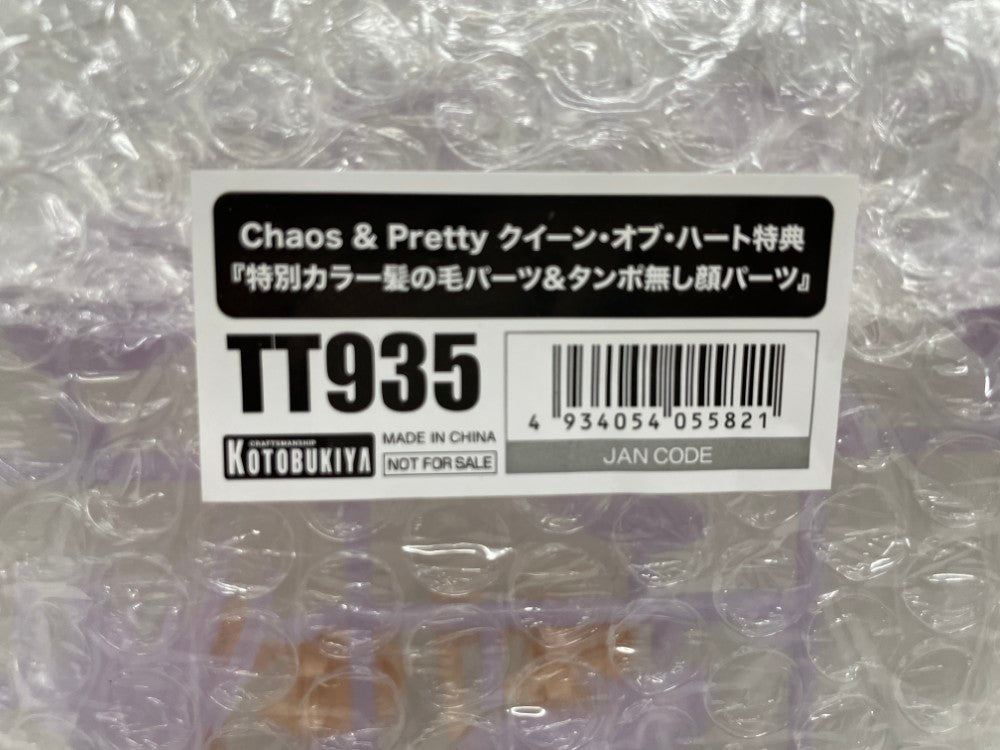 Chaos & Pretty クイーン・オブ・ハート特典
『特別カラー髪の毛パーツ&タンポ無し顔パーツ』
TT935
CRAFTSMANSHIP
KOTOBUKIYA
MADE IN CHINA
NOT FOR SALE
4 934054 055821
JAN CODE